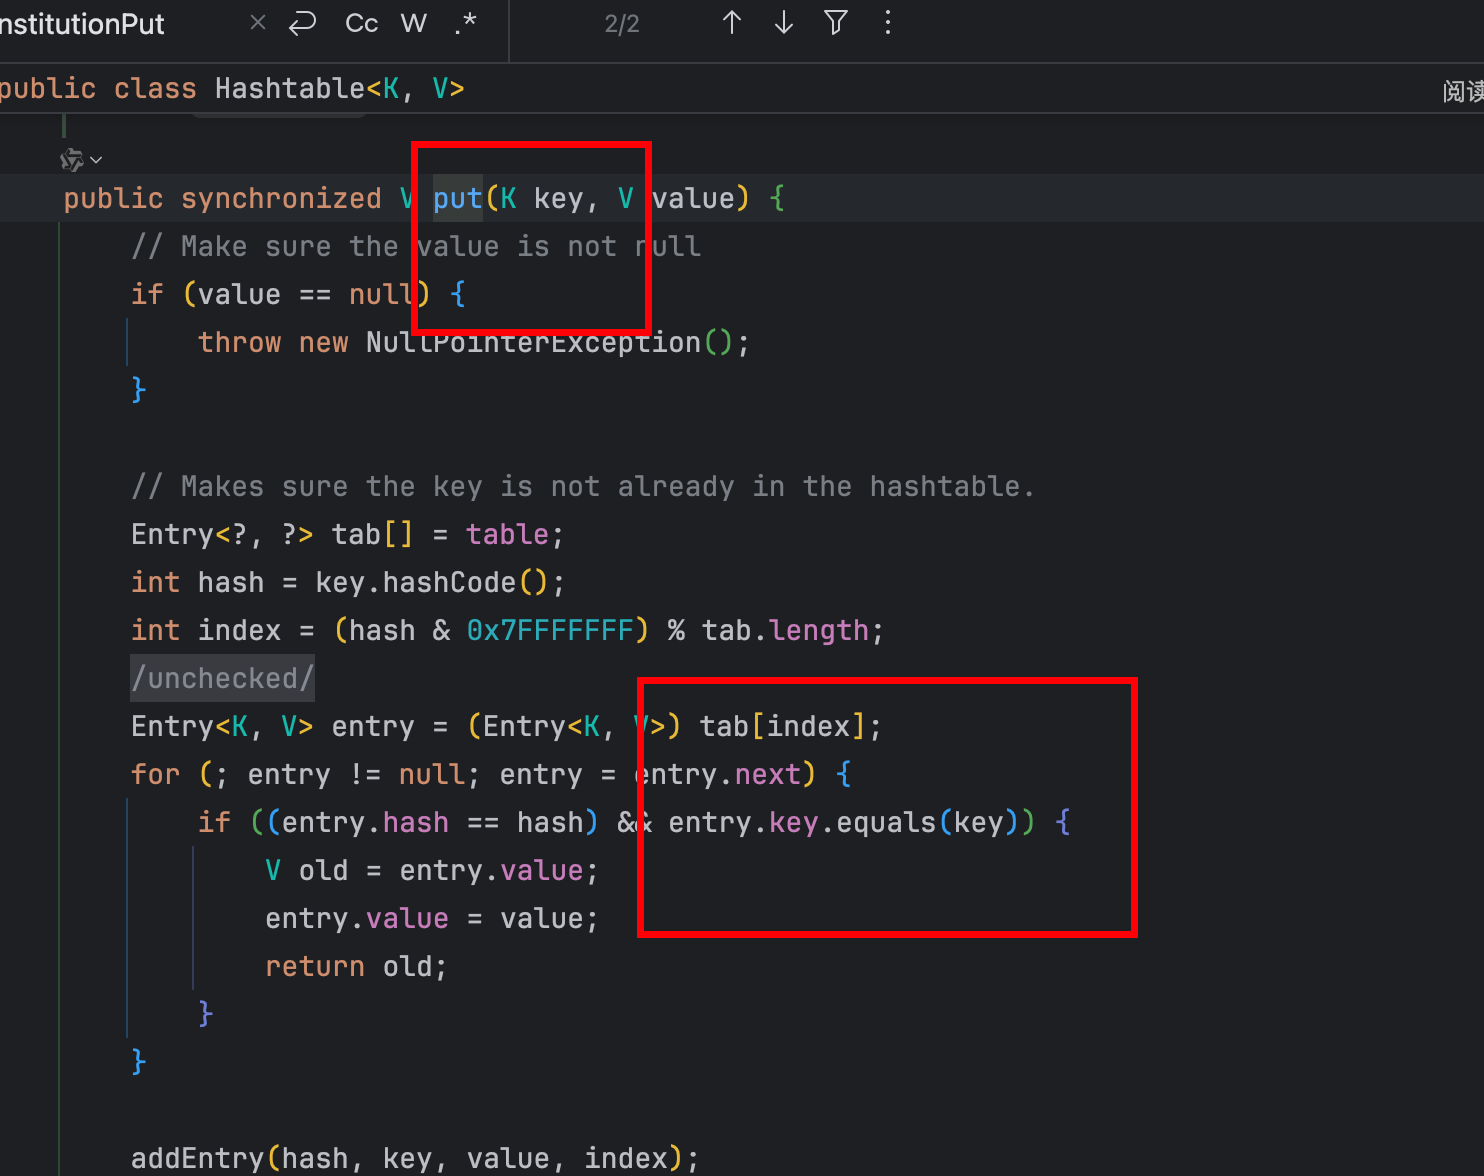 nstitutionPut × Cc W .* 2/2
public class Hashtable<K, V>
阅读
public synchronized V put(K key, V value) {
// Make sure the value is not null
if (value == null) {
throw new NullPointerException();
}
// Makes sure the key is not already in the hashtable.
Entry<?, ?> tab[] = table;
int hash = key.hashCode();
int index = (hash & 0x7FFFFFFF) % tab.length;
/unchecked/
Entry<K, V> entry = (Entry<K, V>) tab[index];
for (; entry != null; entry = entry.next) {
if ((entry.hash == hash) && entry.key.equals(key)) {
V old = entry.value;
entry.value = value;
return old;
}
}
addEntry(hash, key, value, index);